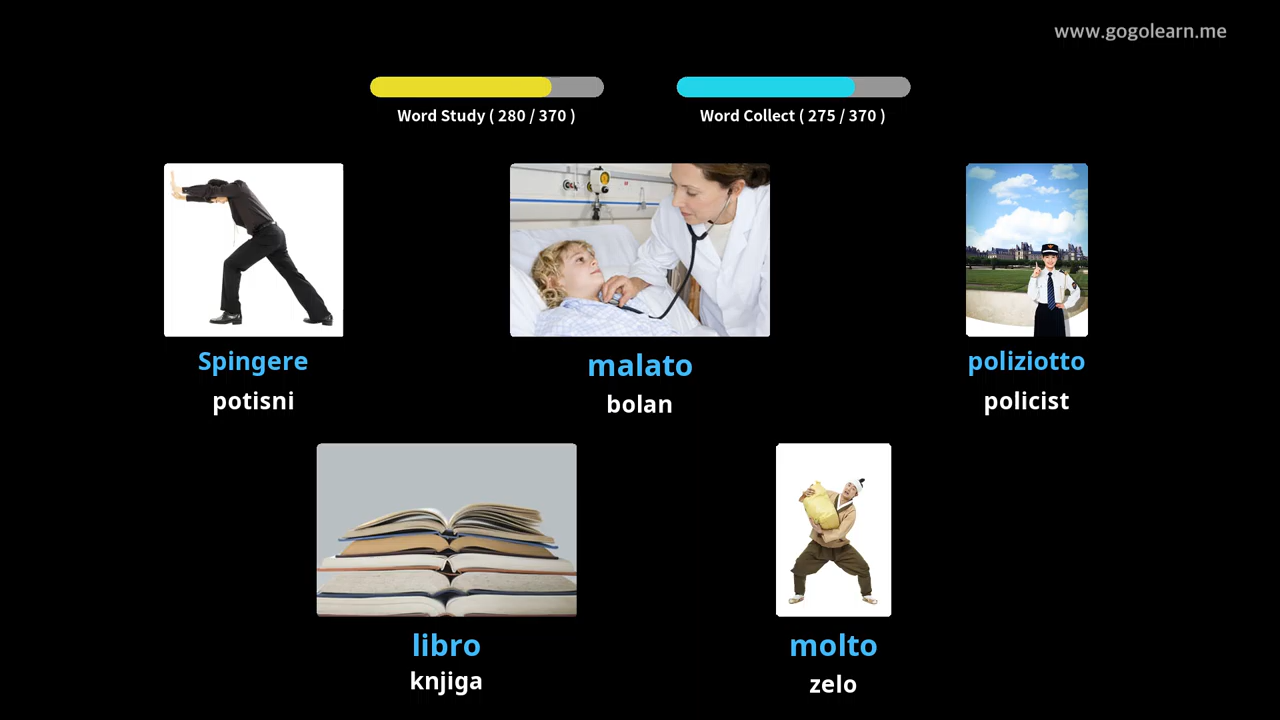 www.gogolearn.me
Word Study ( 280 / 370 )
Word Collect ( 275 / 370 )
Spingere
potisni
malato
bolan
poliziotto
policist
libro
knjiga
molto
zelo